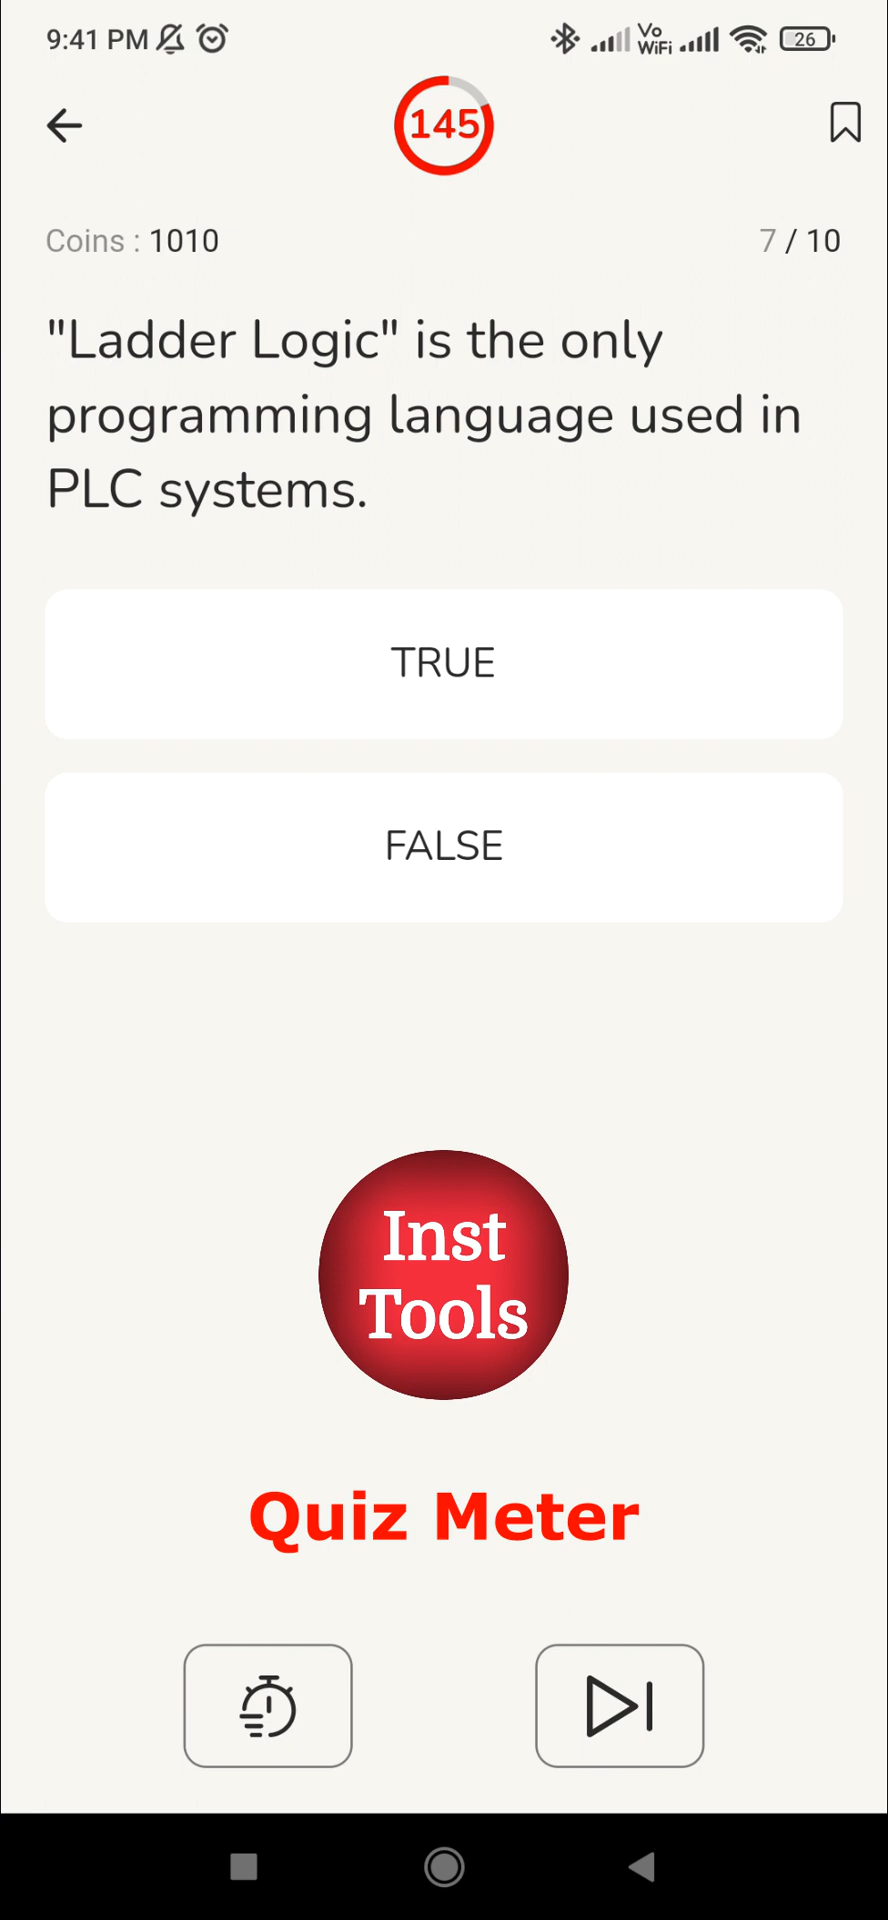 9:41 PM Vo WiFi 26
145
Coins : 1010 7 / 10
"Ladder Logic" is the only
programming language used in
PLC systems.
TRUE
FALSE
Inst
Tools
Quiz Meter